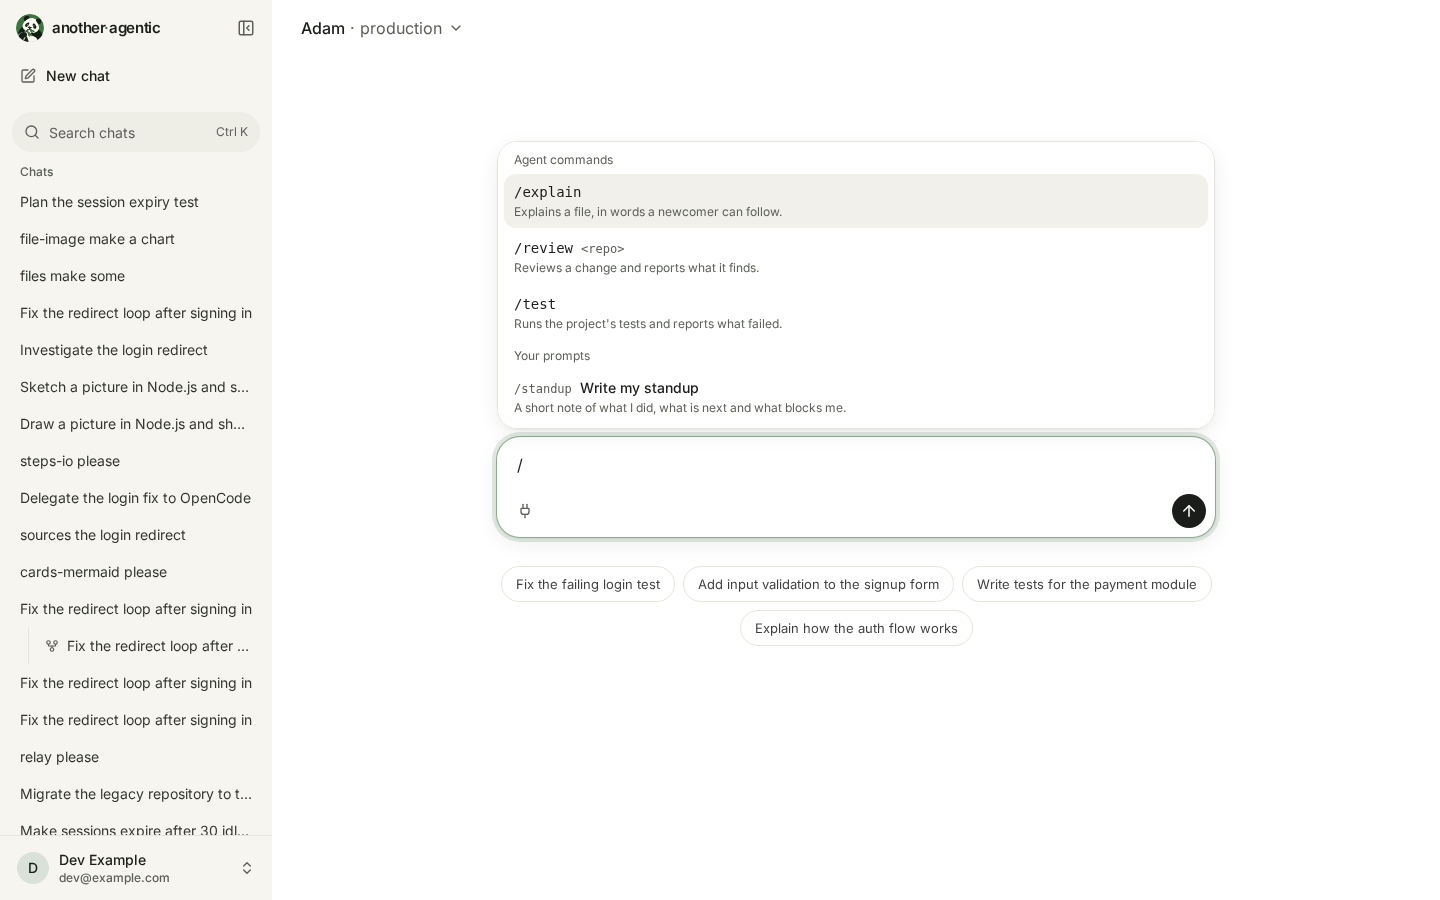 another·agentic
New chat
Search chats Ctrl K
Chats
Plan the session expiry test
file-image make a chart
files make some
Fix the redirect loop after signing in
Investigate the login redirect
Sketch a picture in Node.js and s...
Draw a picture in Node.js and sh...
steps-io please
Delegate the login fix to OpenCode
sources the login redirect
cards-mermaid please
Fix the redirect loop after signing in
Fix the redirect loop after ...
Fix the redirect loop after signing in
Fix the redirect loop after signing in
relay please
Migrate the legacy repository to t...
Make sessions expire after 30 idl...
D
Dev Example
dev@example.com
Adam · production
Agent commands
/explain
Explains a file, in words a newcomer can follow.
/review <repo>
Reviews a change and reports what it finds.
/test
Runs the project's tests and reports what failed.
Your prompts
/standup Write my standup
A short note of what I did, what is next and what blocks me.
/
Fix the failing login test
Add input validation to the signup form
Write tests for the payment module
Explain how the auth flow works